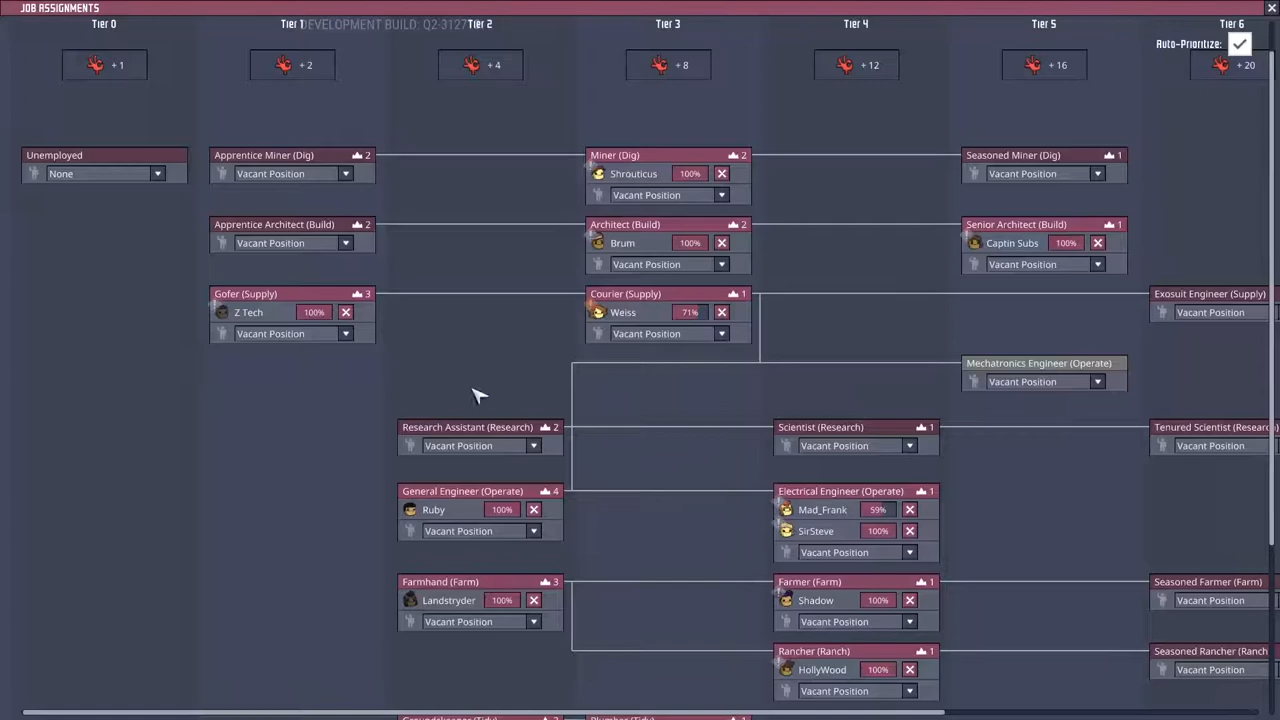 JOB ASSIGNMENTS
DEVELOPMENT BUILD: Q2-3127
Tier 0
Tier 1
Tier 2
Tier 3
Tier 4
Tier 5
Tier 6
Auto-Prioritize:
+ 1
+ 2
+ 4
+ 8
+ 12
+ 16
+ 20
Unemployed
None
Apprentice Miner (Dig) 2
Vacant Position
Miner (Dig) 2
Shrouticus 100%
Vacant Position
Seasoned Miner (Dig) 1
Vacant Position
Apprentice Architect (Build) 2
Vacant Position
Architect (Build) 2
Brum 100%
Vacant Position
Senior Architect (Build) 1
Captin Subs 100%
Vacant Position
Gofer (Supply) 3
Z Tech 100%
Vacant Position
Courier (Supply) 1
Weiss 71%
Vacant Position
Exosuit Engineer (Supply)
Vacant Position
Mechatronics Engineer (Operate)
Vacant Position
Research Assistant (Research) 2
Vacant Position
Scientist (Research) 1
Vacant Position
Tenured Scientist (Research)
Vacant Position
General Engineer (Operate) 4
Ruby 100%
Vacant Position
Electrical Engineer (Operate) 1
Mad_Frank 59%
SirSteve 100%
Vacant Position
Farmhand (Farm) 3
Landstryder 100%
Vacant Position
Farmer (Farm) 1
Shadow 100%
Vacant Position
Seasoned Farmer (Farm)
Vacant Position
Rancher (Ranch) 1
HollyWood 100%
Vacant Position
Seasoned Rancher (Ranch
Vacant Position